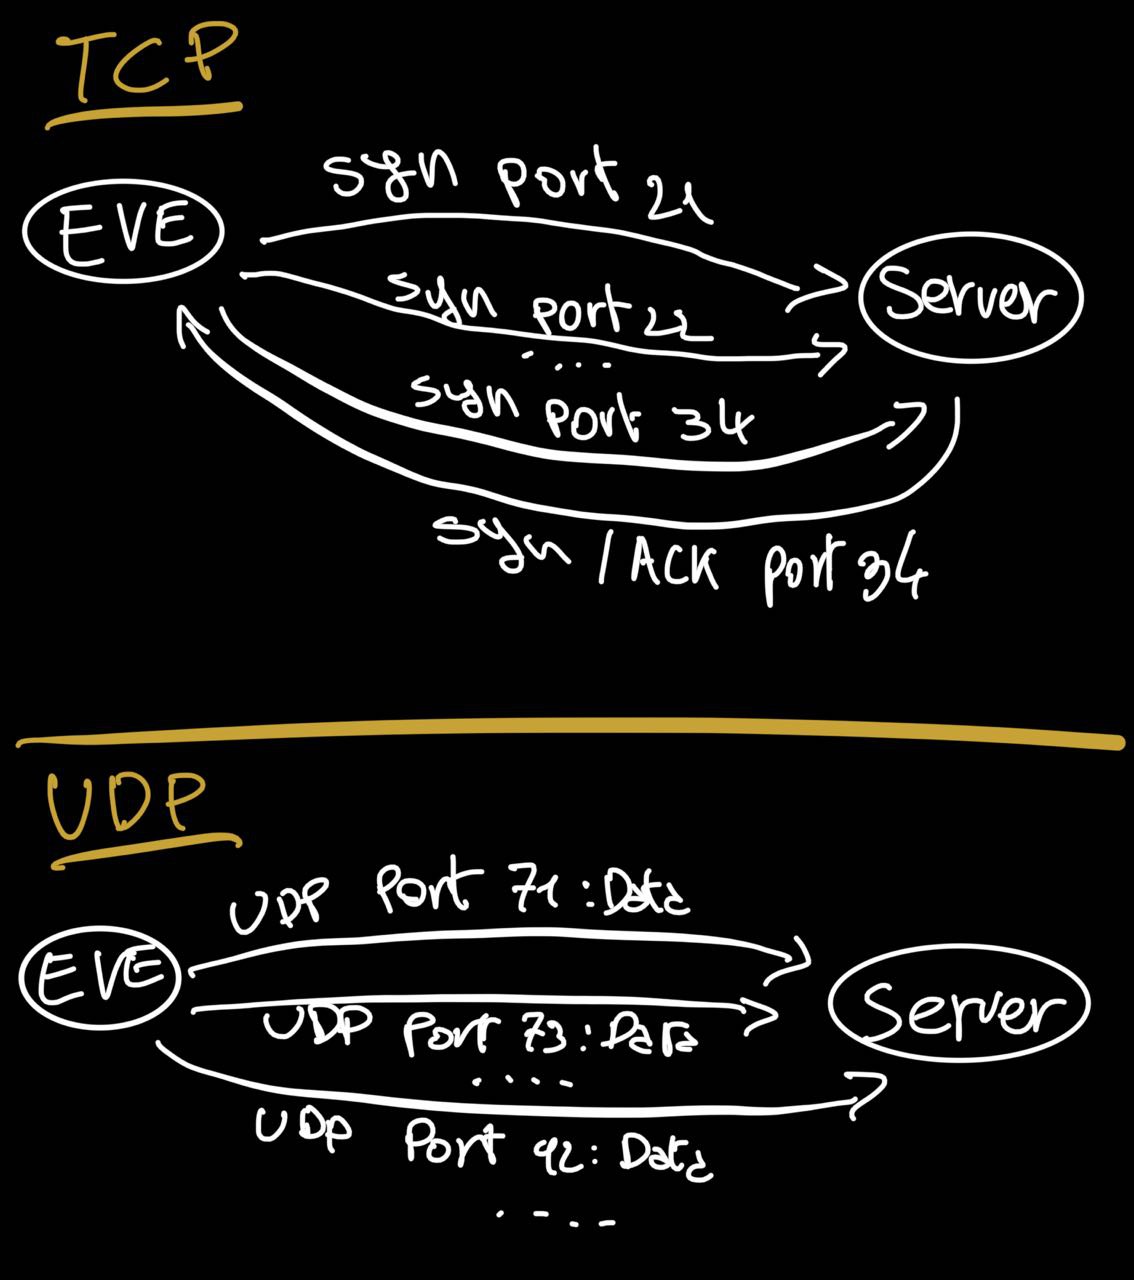 TCP
EVE
syn port 21
Server
syn port 22
....
syn port 34
syn / ACK port 34
UDP
UDP Port 71 : Data
EVE
Server
UDP Port 73 : Data
....
UDP Port 92 : Data
....